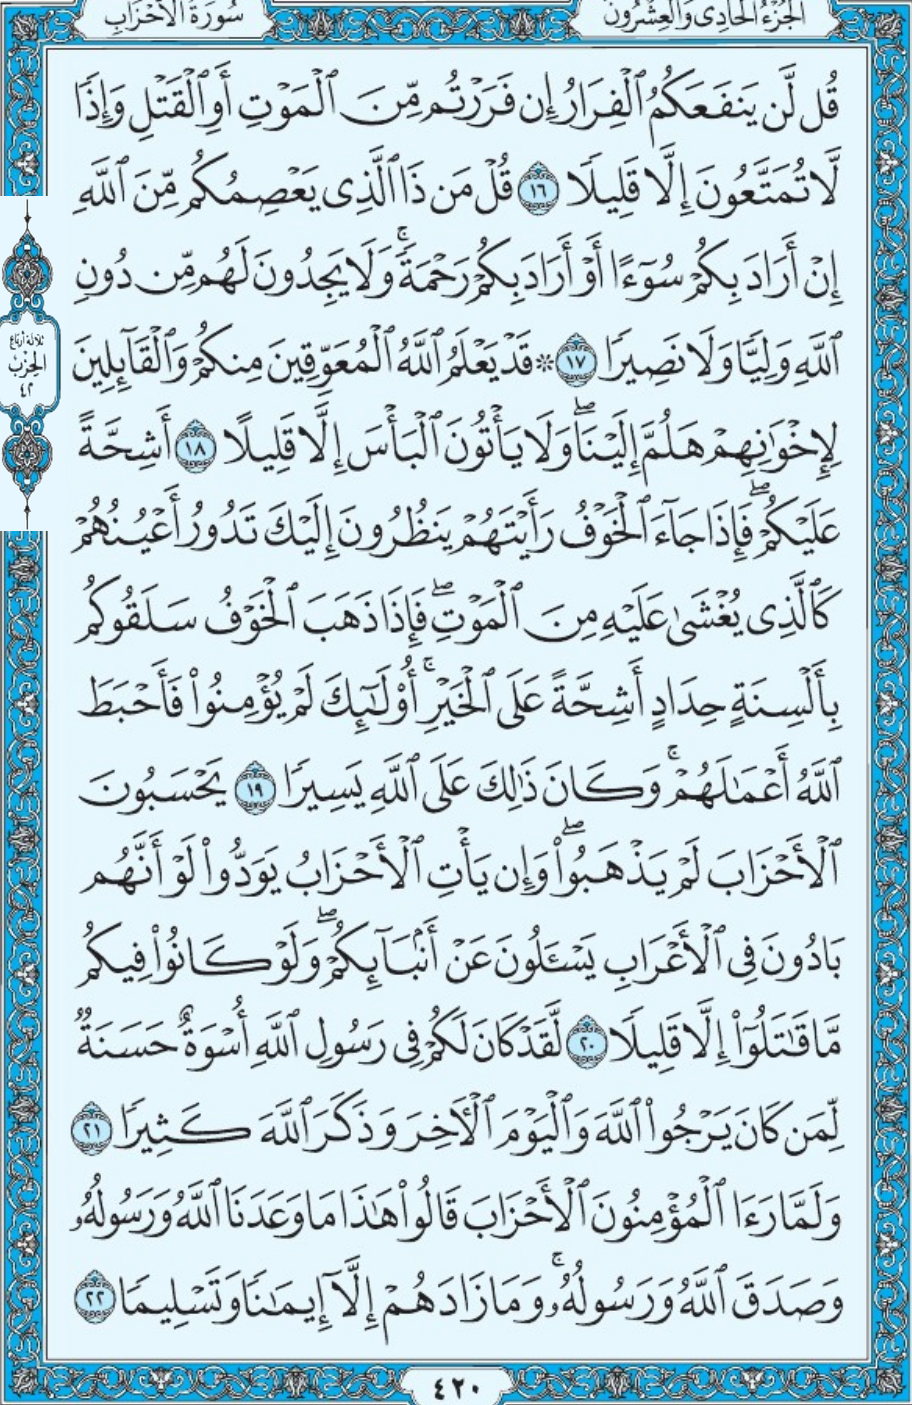 سُورَةُ الأَحْزَابِ
الجُزْءُ الحَادِى وَالعِشْرُونَ
قُل لَّن يَنفَعَكُمُ ٱلْفِرَارُ إِن فَرَرْتُم مِّنَ ٱلْمَوْتِ أَوِ ٱلْقَتْلِ وَإِذًا
لَّا تُمَتَّعُونَ إِلَّا قَلِيلًا ١٦ قُلْ مَن ذَا ٱلَّذِى يَعْصِمُكُم مِّنَ ٱللَّهِ
إِنْ أَرَادَ بِكُمْ سُوٓءًا أَوْ أَرَادَ بِكُمْ رَحْمَةً ۚ وَلَا يَجِدُونَ لَهُم مِّن دُونِ
ٱللَّهِ وَلِيًّا وَلَا نَصِيرًا ١٧ ۞ قَدْ يَعْلَمُ ٱللَّهُ ٱلْمُعَوِّقِينَ مِنكُمْ وَٱلْقَآئِلِينَ
لِإِخْوَٰنِهِمْ هَلُمَّ إِلَيْنَا ۖ وَلَا يَأْتُونَ ٱلْبَأْسَ إِلَّا قَلِيلًا ١٨ أَشِحَّةً
عَلَيْكُمْ ۖ فَإِذَا جَآءَ ٱلْخَوْفُ رَأَيْتَهُمْ يَنظُرُونَ إِلَيْكَ تَدُورُ أَعْيُنُهُمْ
كَٱلَّذِى يُغْشَىٰ عَلَيْهِ مِنَ ٱلْمَوْتِ ۖ فَإِذَا ذَهَبَ ٱلْخَوْفُ سَلَقُوكُم
بِأَلْسِنَةٍ حِدَادٍ أَشِحَّةً عَلَى ٱلْخَيْرِ ۚ أُو۟لَٰٓئِكَ لَمْ يُؤْمِنُوا۟ فَأَحْبَطَ
ٱللَّهُ أَعْمَٰلَهُمْ ۚ وَكَانَ ذَٰلِكَ عَلَى ٱللَّهِ يَسِيرًا ١٩ يَحْسَبُونَ
ٱلْأَحْزَابَ لَمْ يَذْهَبُوا۟ ۖ وَإِن يَأْتِ ٱلْأَحْزَابُ يَوَدُّوا۟ لَوْ أَنَّهُم
بَادُونَ فِى ٱلْأَعْرَابِ يَسْـَٔلُونَ عَنْ أَنۢبَآئِكُمْ ۖ وَلَوْ كَانُوا۟ فِيكُم
مَّا قَٰتَلُوٓا۟ إِلَّا قَلِيلًا ٢٠ لَّقَدْ كَانَ لَكُمْ فِى رَسُولِ ٱللَّهِ أُسْوَةٌ حَسَنَةٌ
لِّمَن كَانَ يَرْجُوا۟ ٱللَّهَ وَٱلْيَوْمَ ٱلْءَاخِرَ وَذَكَرَ ٱللَّهَ كَثِيرًا ٢١
وَلَمَّا رَءَا ٱلْمُؤْمِنُونَ ٱلْأَحْزَابَ قَالُوا۟ هَٰذَا مَا وَعَدَنَا ٱللَّهُ وَرَسُولُهُۥ
وَصَدَقَ ٱللَّهُ وَرَسُولُهُۥ ۚ وَمَا زَادَهُمْ إِلَّآ إِيمَٰنًا وَتَسْلِيمًا ٢٢
ثلاثة أرباع
الحِزْب
٤٢
٤٢٠